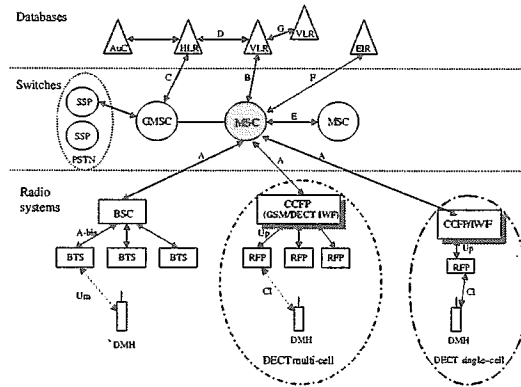 Databases
D
G
VLR
AuC
HLR
VLR
EIR
C
B
F
Switches
SSP
GMSC
MSC
E
MSC
SSP
PSTN
A
A
A
Radio
systems
BSC
CCFP
(GSM/DECT IWF)
CCFP/IWF
A-bis
Up
Up
BTS
BTS
BTS
RFP
RFP
RFP
RFP
Um
CI
CI
DMH
DMH
DMH
DECT multi-cell
DECT single-cell